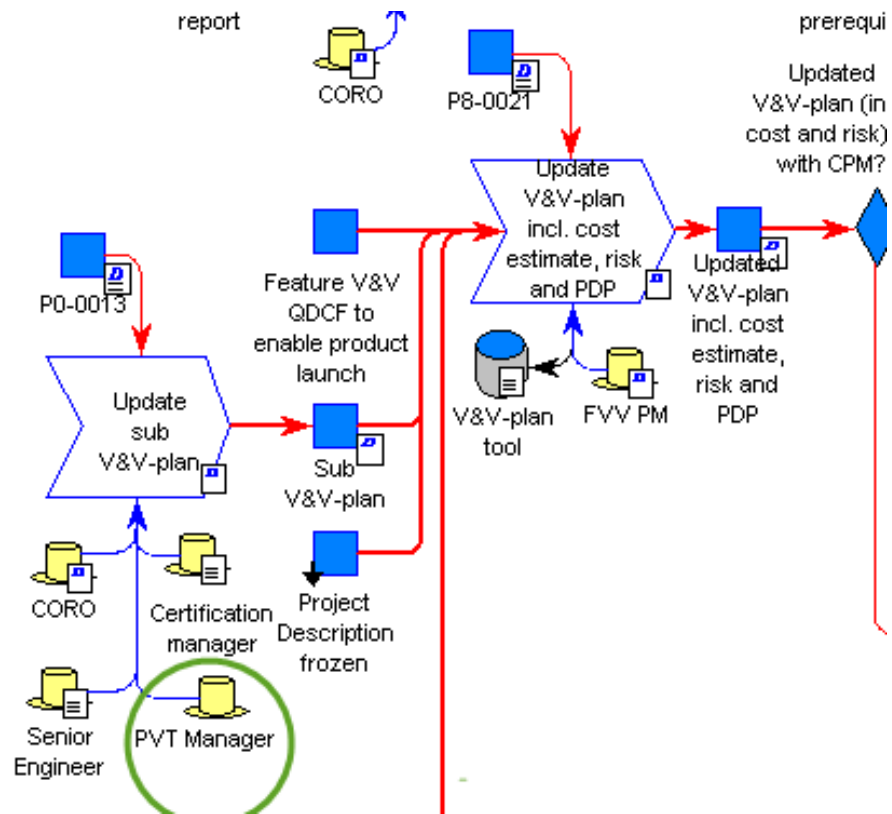 report
prerequi
CORO
P8-0021
Updated
V&V-plan (in
cost and risk)
with CPM?
Update
V&V-plan
incl. cost
estimate, risk
and PDP
P0-0013
Feature V&V
QDCF to
enable product
launch
Updated
V&V-plan
incl. cost
estimate,
risk and
PDP
Update
sub
V&V-plan
V&V-plan
tool
FVV PM
Sub
V&V-plan
CORO
Certification
manager
Project
Description
frozen
Senior
Engineer
PVT Manager